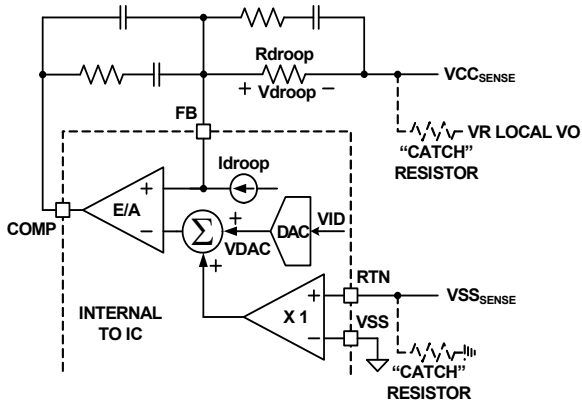 Rdroop
+ Vdroop −
VCCSENSE
FB
VR LOCAL VO
"CATCH"
RESISTOR
Idroop
+
E/A
−
COMP
Σ
+
+
VDAC
DAC
VID
RTN
+
X 1
−
VSS
VSSSENSE
INTERNAL
TO IC
"CATCH"
RESISTOR